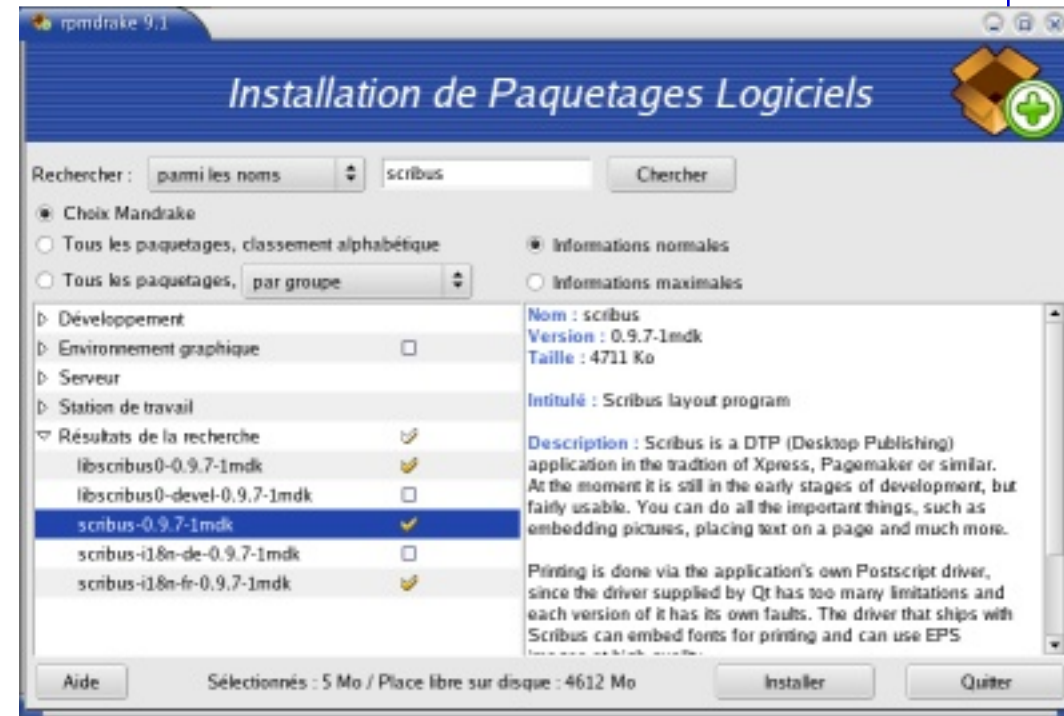 rpmdrake 9.1
Installation de Paquetages Logiciels
Rechercher : parmi les noms scribus Chercher
Choix Mandrake
Tous les paquetages, classement alphabétique
Informations normales
Tous les paquetages, par groupe
Informations maximales
Développement
Environnement graphique
Serveur
Station de travail
Résultats de la recherche
libscribus0-0.9.7-1mdk
libscribus0-devel-0.9.7-1mdk
scribus-0.9.7-1mdk
scribus-i18n-de-0.9.7-1mdk
scribus-i18n-fr-0.9.7-1mdk
Nom : scribus
Version : 0.9.7-1mdk
Taille : 4711 Ko
Intitulé : Scribus layout program
Description : Scribus is a DTP (Desktop Publishing)
application in the tradtion of Xpress, Pagemaker or similar.
At the moment it is still in the early stages of development, but
fairly usable. You can do all the important things, such as
embedding pictures, placing text on a page and much more.
Printing is done via the application's own Postscript driver,
since the driver supplied by Qt has too many limitations and
each version of it has its own faults. The driver that ships with
Scribus can embed fonts for printing and can use EPS
Aide
Sélectionnés : 5 Mo / Place libre sur disque : 4612 Mo
Installer
Quitter